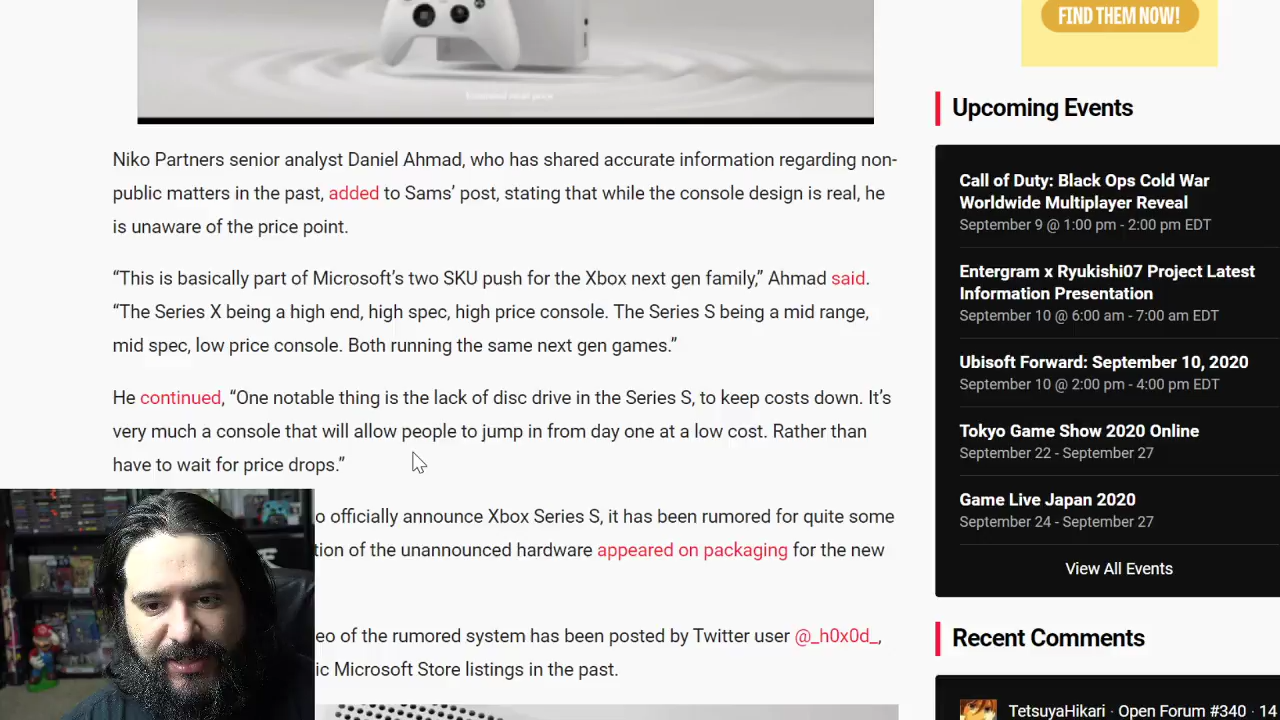 FIND THEM NOW!
Estimated retail price
Niko Partners senior analyst Daniel Ahmad, who has shared accurate information regarding non-
public matters in the past, added to Sams’ post, stating that while the console design is real, he
is unaware of the price point.
“This is basically part of Microsoft’s two SKU push for the Xbox next gen family,” Ahmad said.
“The Series X being a high end, high spec, high price console. The Series S being a mid range,
mid spec, low price console. Both running the same next gen games.”
He continued, “One notable thing is the lack of disc drive in the Series S, to keep costs down. It’s
very much a console that will allow people to jump in from day one at a low cost. Rather than
have to wait for price drops.”
o officially announce Xbox Series S, it has been rumored for quite some
tion of the unannounced hardware appeared on packaging for the new
eo of the rumored system has been posted by Twitter user @_h0x0d_,
ic Microsoft Store listings in the past.
Upcoming Events
Call of Duty: Black Ops Cold War
Worldwide Multiplayer Reveal
September 9 @ 1:00 pm - 2:00 pm EDT
Entergram x Ryukishi07 Project Latest
Information Presentation
September 10 @ 6:00 am - 7:00 am EDT
Ubisoft Forward: September 10, 2020
September 10 @ 2:00 pm - 4:00 pm EDT
Tokyo Game Show 2020 Online
September 22 - September 27
Game Live Japan 2020
September 24 - September 27
View All Events
Recent Comments
TetsuyaHikari · Open Forum #340 · 14